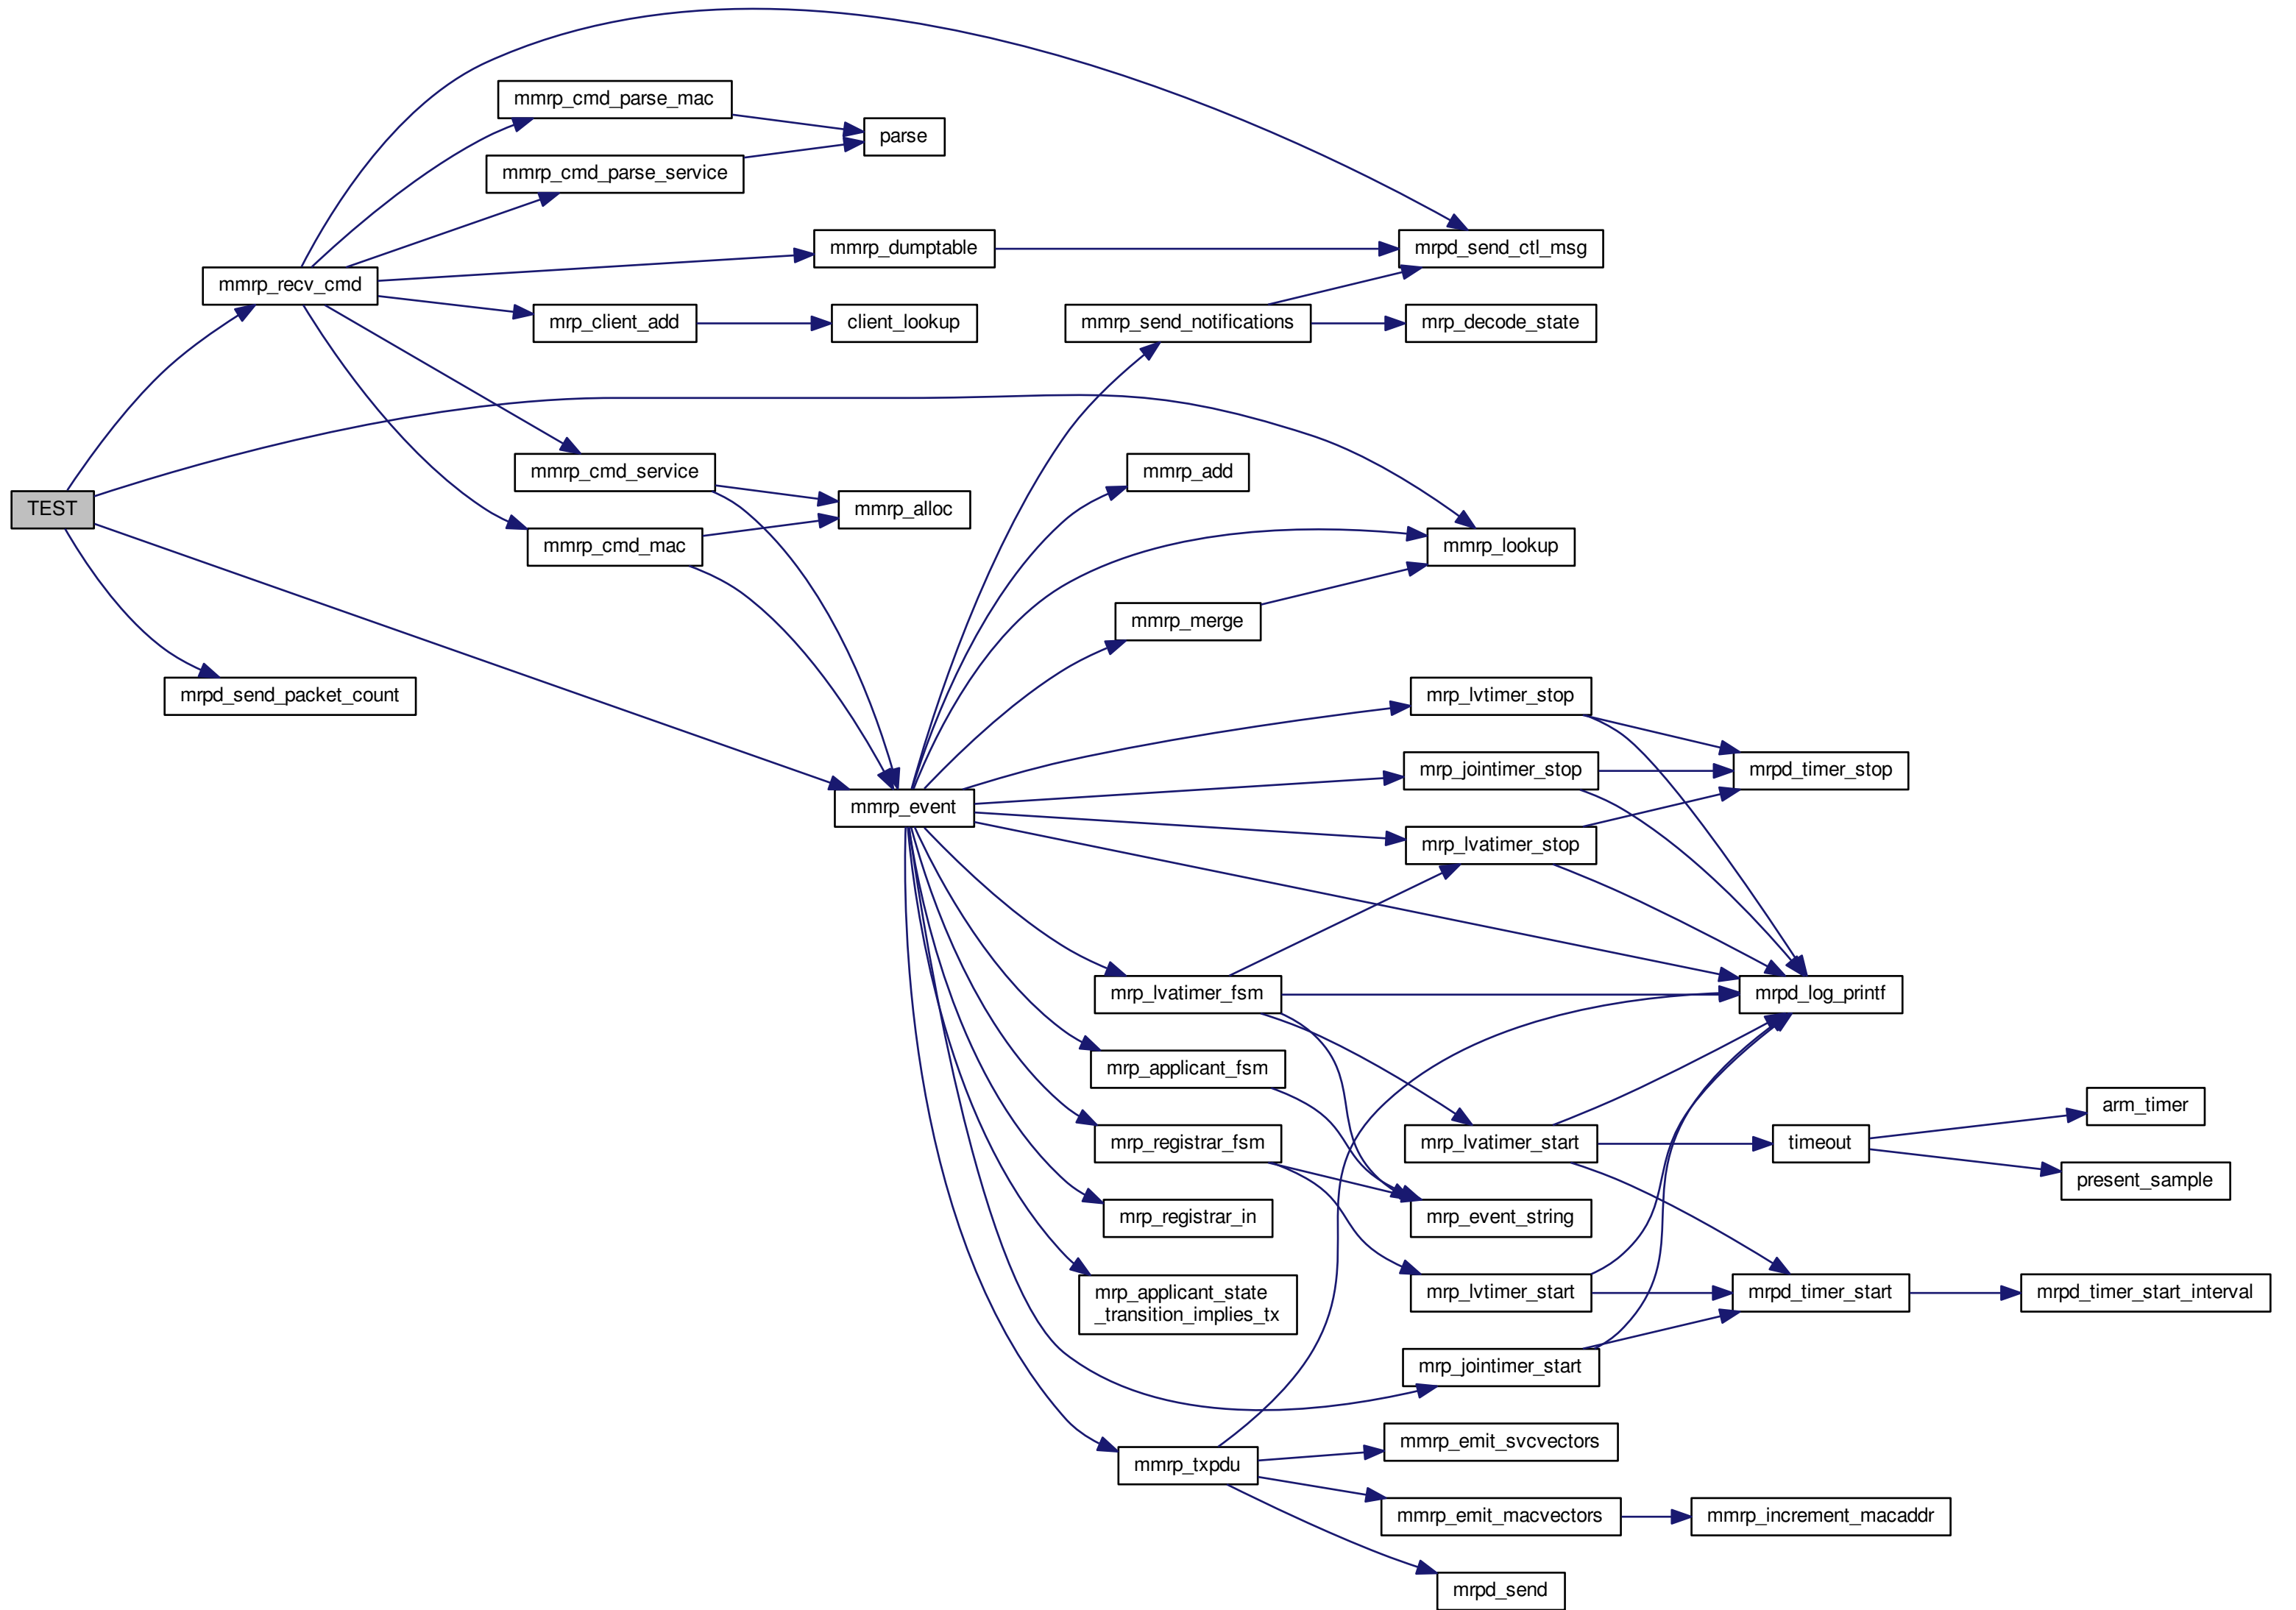 mmrp_cmd_parse_mac
parse
mmrp_cmd_parse_service
mmrp_dumptable
mrpd_send_ctl_msg
mmrp_recv_cmd
mrp_client_add
client_lookup
mmrp_send_notifications
mrp_decode_state
mmrp_cmd_service
mmrp_add
TEST
mmrp_alloc
mmrp_cmd_mac
mmrp_lookup
mmrp_merge
mrpd_send_packet_count
mrp_lvtimer_stop
mrp_jointimer_stop
mrpd_timer_stop
mmrp_event
mrp_lvatimer_stop
mrp_lvatimer_fsm
mrpd_log_printf
mrp_applicant_fsm
arm_timer
mrp_registrar_fsm
mrp_lvatimer_start
timeout
present_sample
mrp_registrar_in
mrp_event_string
mrp_applicant_state
_transition_implies_tx
mrp_lvtimer_start
mrpd_timer_start
mrpd_timer_start_interval
mrp_jointimer_start
mmrp_emit_svcvectors
mmrp_txpdu
mmrp_emit_macvectors
mmrp_increment_macaddr
mrpd_send